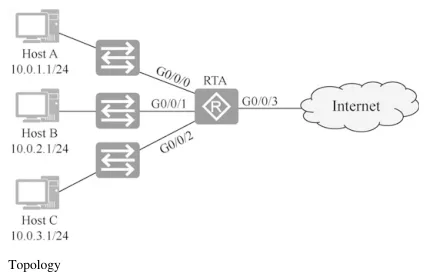 Host A
10.0.1.1/24
G0/0/0
RTA
G0/0/1
G0/0/3
Internet
Host B
10.0.2.1/24
G0/0/2
R
Host C
10.0.3.1/24
Topology